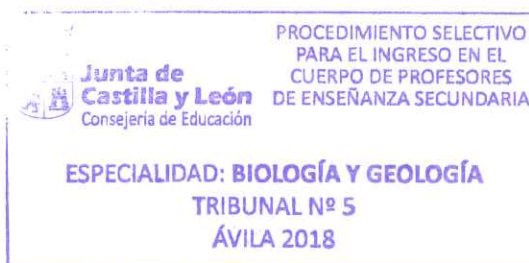 Junta de
Castilla y León
Consejería de Educación
PROCEDIMIENTO SELECTIVO
PARA EL INGRESO EN EL
CUERPO DE PROFESORES
DE ENSEÑANZA SECUNDARIA
ESPECIALIDAD: BIOLOGÍA Y GEOLOGÍA
TRIBUNAL Nº 5
ÁVILA 2018